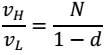 v_H / v_L = N / (1 − d)